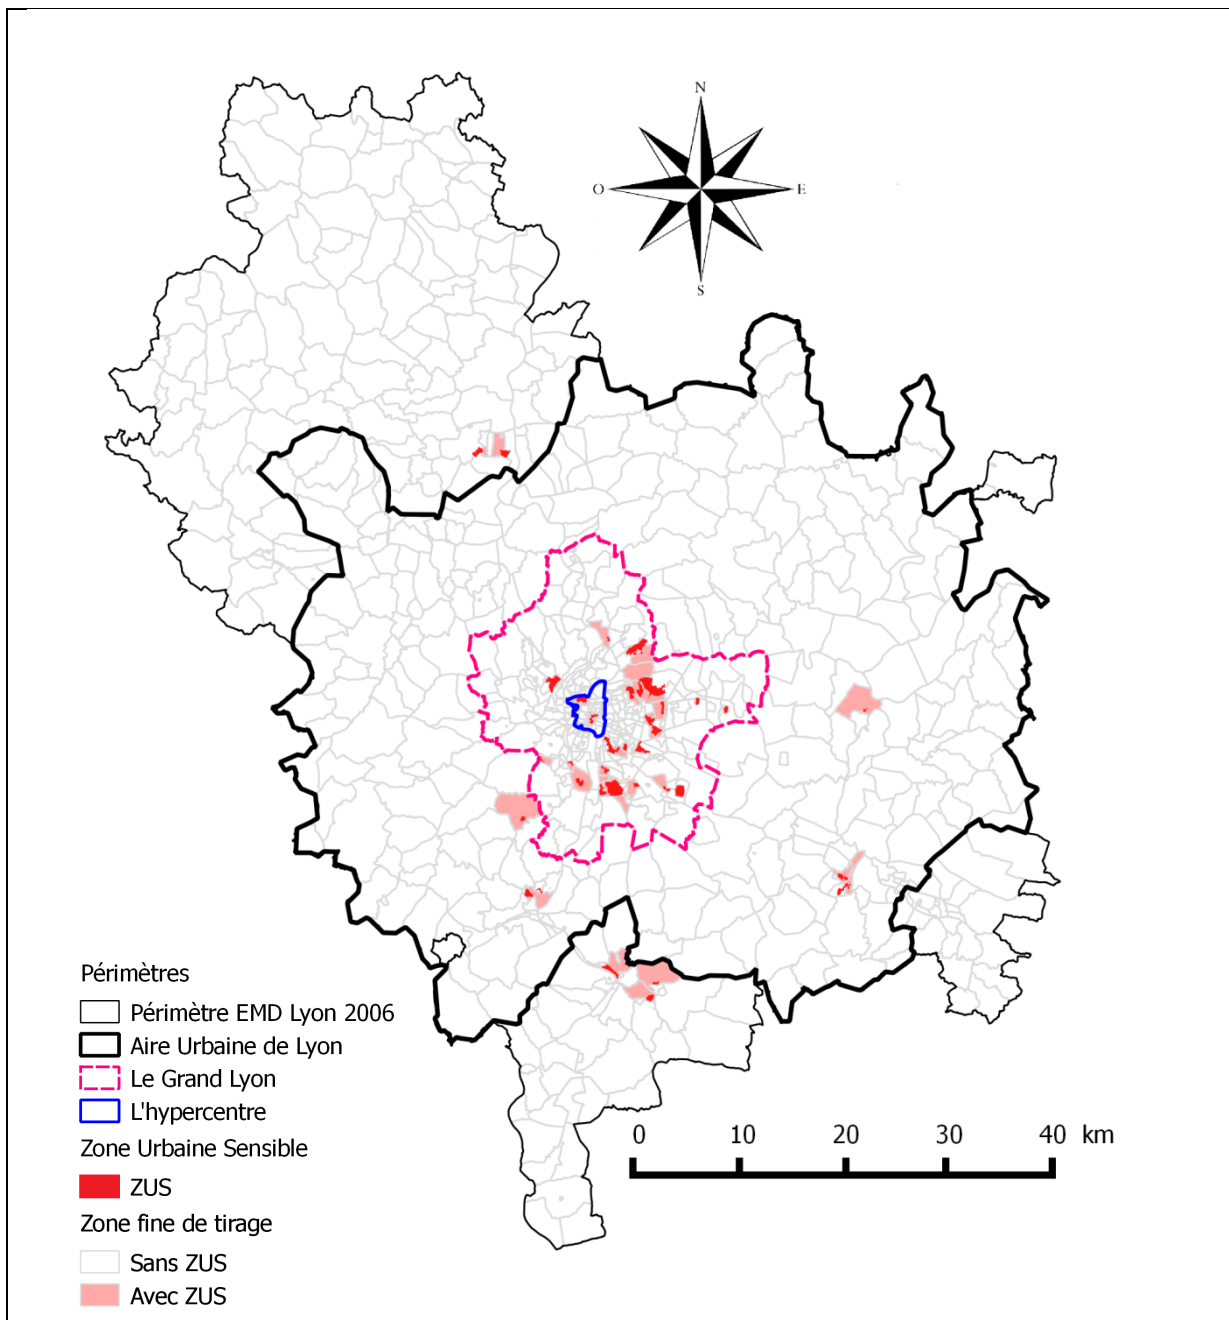 N
O
E
S
Périmètres
Périmètre EMD Lyon 2006
Aire Urbaine de Lyon
Le Grand Lyon
L'hypercentre
Zone Urbaine Sensible
ZUS
Zone fine de tirage
Sans ZUS
Avec ZUS
0 10 20 30 40 km